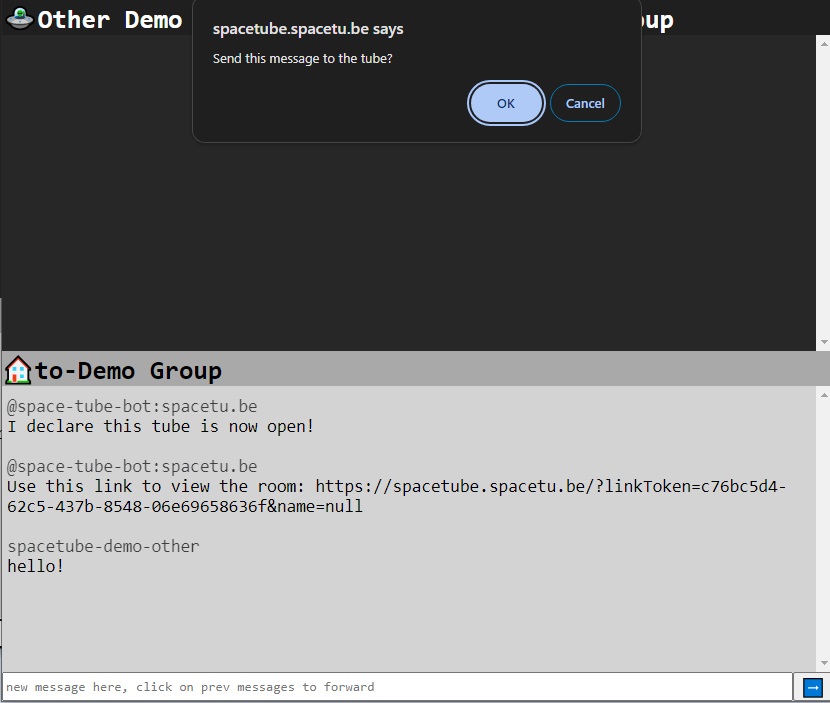 Other Demo
oup
spacetube.spacetu.be says
Send this message to the tube?
OK
Cancel
to-Demo Group
@space-tube-bot:spacetu.be
I declare this tube is now open!
@space-tube-bot:spacetu.be
Use this link to view the room: https://spacetube.spacetu.be/?linkToken=c76bc5d4-
62c5-437b-8548-06e69658636f&name=null
spacetube-demo-other
hello!
new message here, click on prev messages to forward